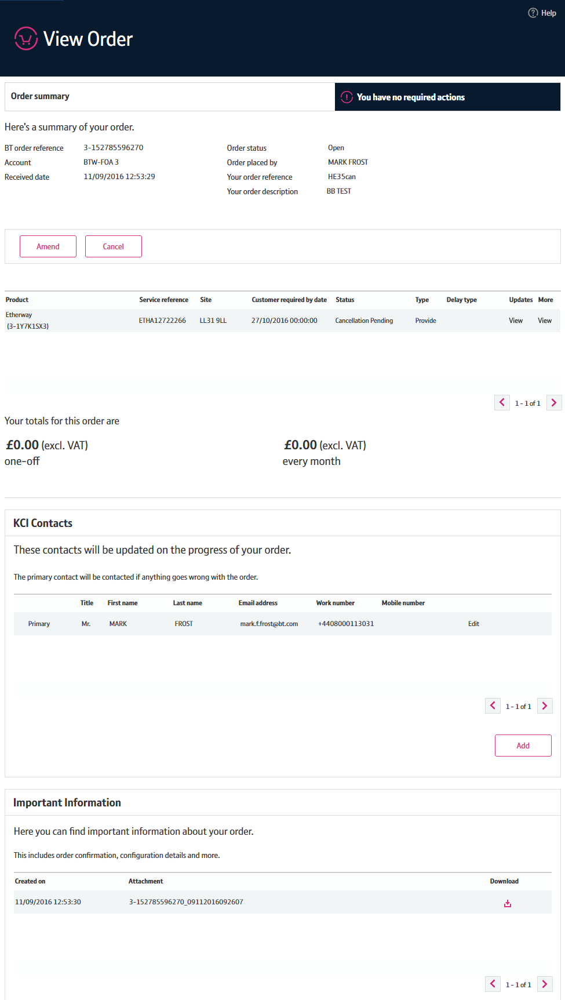 Help
View Order
Order summary
You have no required actions
Here's a summary of your order.
BT order reference 3-152785596270 Order status Open
Account BTW-FOA 3 Order placed by MARK FROST
Received date 11/09/2016 12:53:29 Your order reference HE35can
Your order description BB TEST
Amend Cancel
Product Service reference Site Customer required by date Status Type Delay type Updates More
Etherway
(3-1Y7K1SX3) ETHA12722266 LL31 9LL 27/10/2016 00:00:00 Cancellation Pending Provide View View
1 - 1 of 1
Your totals for this order are
£0.00 (excl. VAT) £0.00 (excl. VAT)
one-off every month
KCI Contacts
These contacts will be updated on the progress of your order.
The primary contact will be contacted if anything goes wrong with the order.
Title First name Last name Email address Work number Mobile number
Primary Mr. MARK FROST mark.f.frost@bt.com +4408000113031 Edit
1 - 1 of 1
Add
Important Information
Here you can find important information about your order.
This includes order confirmation, configuration details and more.
Created on Attachment Download
11/09/2016 12:53:30 3-152785596270_09112016092607
1 - 1 of 1